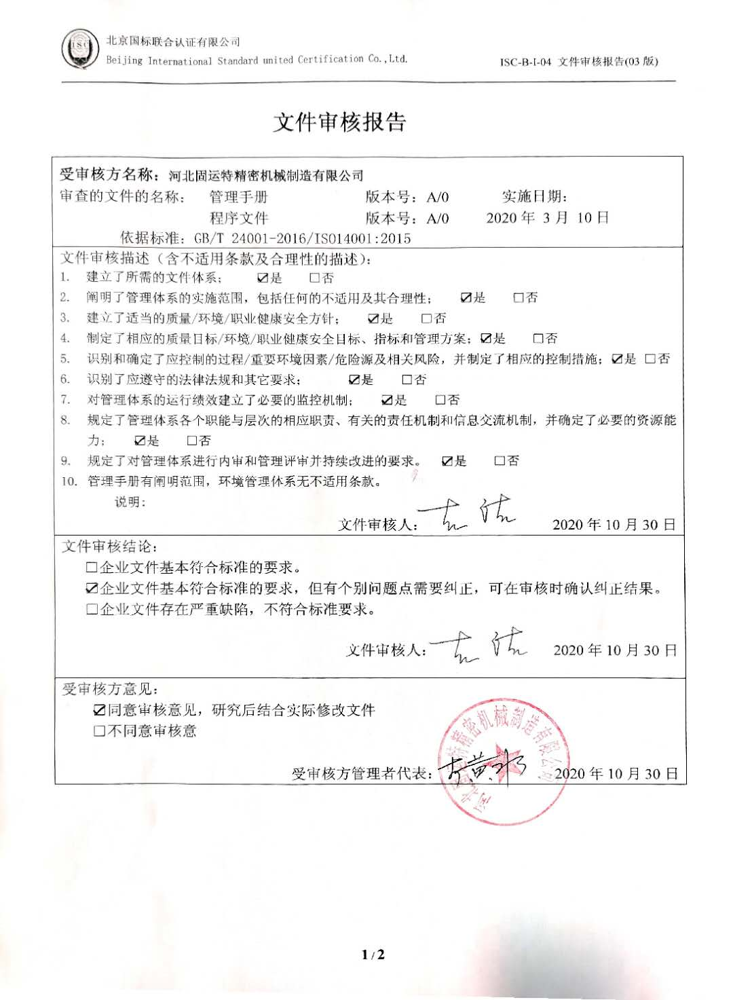 ISC
北京国标联合认证有限公司
Beijing International Standard united Certification Co.,Ltd.
ISC-B-I-04 文件审核报告(03 版)
文件审核报告
受审核方名称：河北固运特精密机械制造有限公司
审查的文件的名称： 管理手册 版本号：A/0 实施日期：
程序文件 版本号：A/0 2020 年 3 月 10 日
依据标准：GB/T 24001-2016/ISO14001:2015
文件审核描述（含不适用条款及合理性的描述）：
1. 建立了所需的文件体系； ☑是 □否
2. 阐明了管理体系的实施范围，包括任何的不适用及其合理性； ☑是 □否
3. 建立了适当的质量/环境/职业健康安全方针； ☑是 □否
4. 制定了相应的质量目标/环境/职业健康安全目标、指标和管理方案；☑是 □否
5. 识别和确定了应控制的过程/重要环境因素/危险源及相关风险，并制定了相应的控制措施；☑是 □否
6. 识别了应遵守的法律法规和其它要求； ☑是 □否
7. 对管理体系的运行绩效建立了必要的监控机制； ☑是 □否
8. 规定了管理体系各个职能与层次的相应职责、有关的责任机制和信息交流机制，并确定了必要的资源能
力； ☑是 □否
9. 规定了对管理体系进行内审和管理评审并持续改进的要求。 ☑是 □否
10. 管理手册有阐明范围，环境管理体系无不适用条款。
说明：
文件审核人： 2020 年 10 月 30 日
文件审核结论：
□企业文件基本符合标准的要求。
☑企业文件基本符合标准的要求，但有个别问题点需要纠正，可在审核时确认纠正结果。
□企业文件存在严重缺陷，不符合标准要求。
文件审核人： 2020 年 10 月 30 日
受审核方意见：
☑同意审核意见，研究后结合实际修改文件
□不同意审核意
受审核方管理者代表： 2020 年 10 月 30 日
河北固运特精密机械制造有限公司
1 / 2